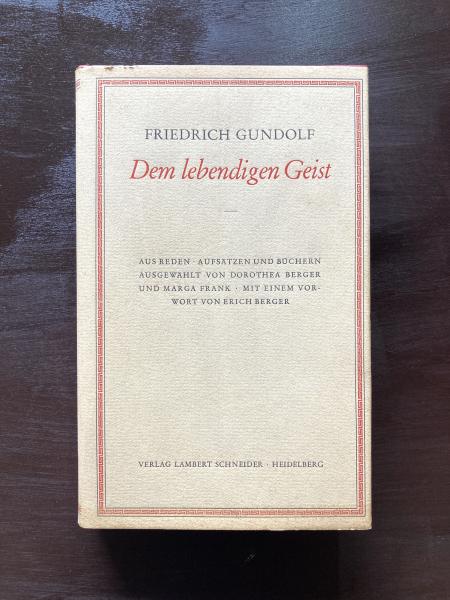 FRIEDRICH GUNDOLF
Dem lebendigen Geist
AUS REDEN · AUFSÄTZEN UND BÜCHERN
AUSGEWÄHLT VON DOROTHEA BERGER
UND MARGA FRANK · MIT EINEM VOR-
WORT VON ERICH BERGER
VERLAG LAMBERT SCHNEIDER · HEIDELBERG